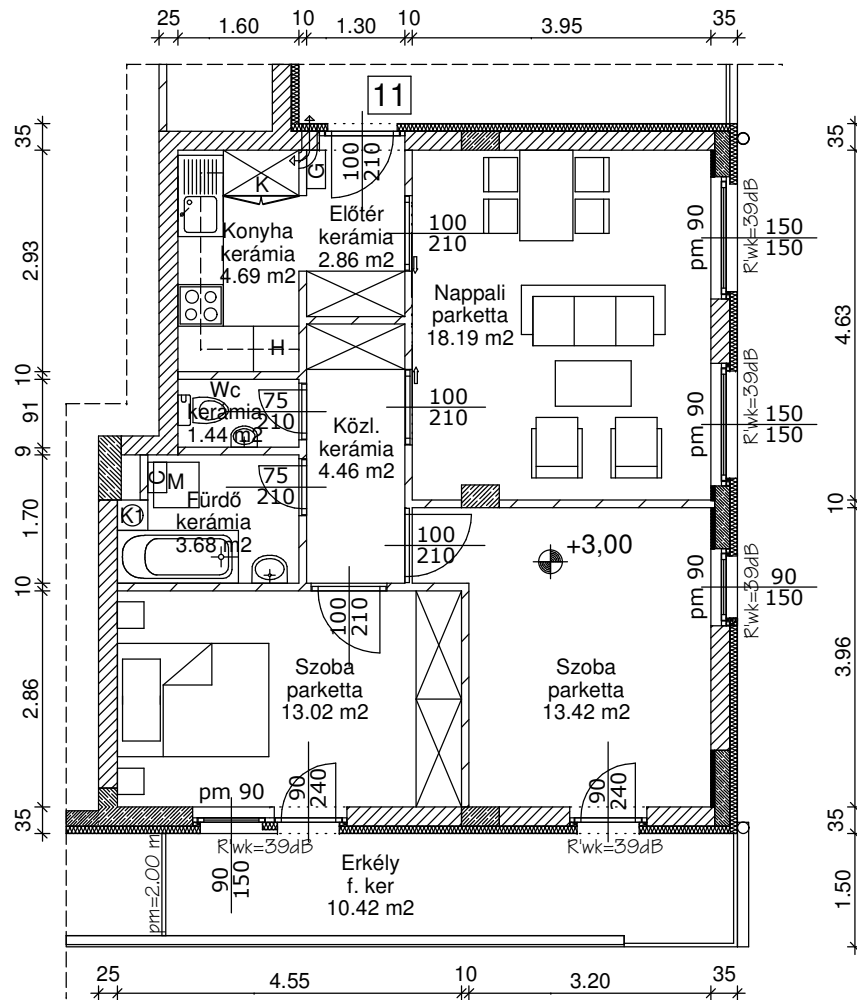 25 1.60 10 1.30 10 3.95 35
11
35
2.93
10
91
9
1.70
10
2.86
35
35
4.63
10
3.96
35
1.50
100
210
G
K
Konyha
kerámia
4.69 m2
Előtér
kerámia
2.86 m2
100
210
pm 90
R'wk=39dB
150
150
Nappali
parketta
18.19 m2
H
Wc
kerámia
1.44 m2
75
210
Közl.
kerámia
4.46 m2
100
210
pm 90
R'wk=39dB
150
150
C
M
K1
Fürdő
kerámia
3.68 m2
75
210
100
210
+3,00
pm 90
R'wk=39dB
90
150
100
210
Szoba
parketta
13.02 m2
Szoba
parketta
13.42 m2
pm 90
90
240
90
240
R'wk=39dB
R'wk=39dB
pm=2.00 m
90
150
Erkély
f. ker
10.42 m2
25 4.55 10 3.20 35